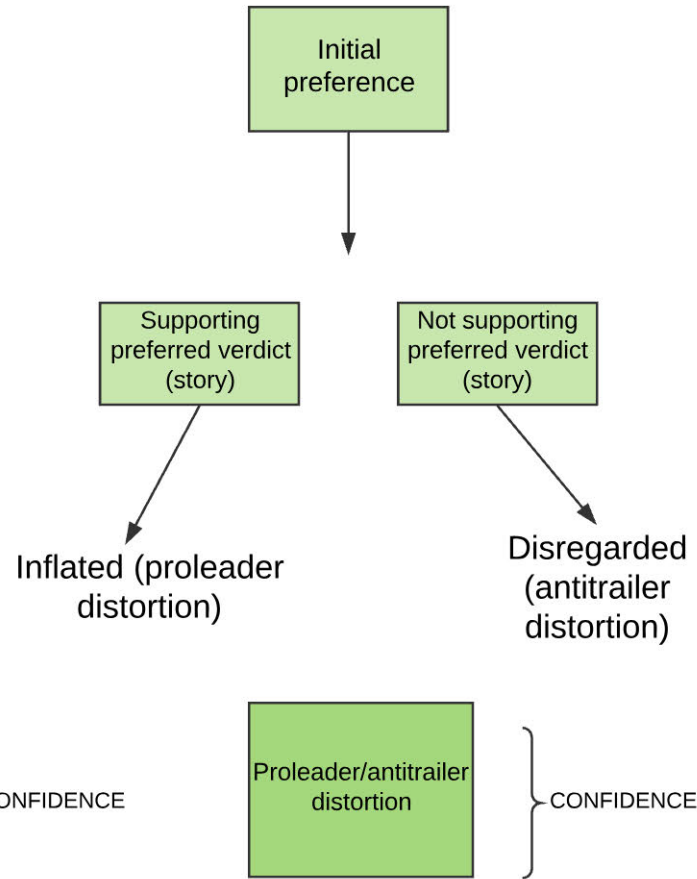 Initial
preference
Supporting
preferred verdict
(story)
Not supporting
preferred verdict
(story)
Inflated (proleader
distortion)
Disregarded
(antitrailer
distortion)
Proleader/antitrailer
distortion
ONFIDENCE
CONFIDENCE